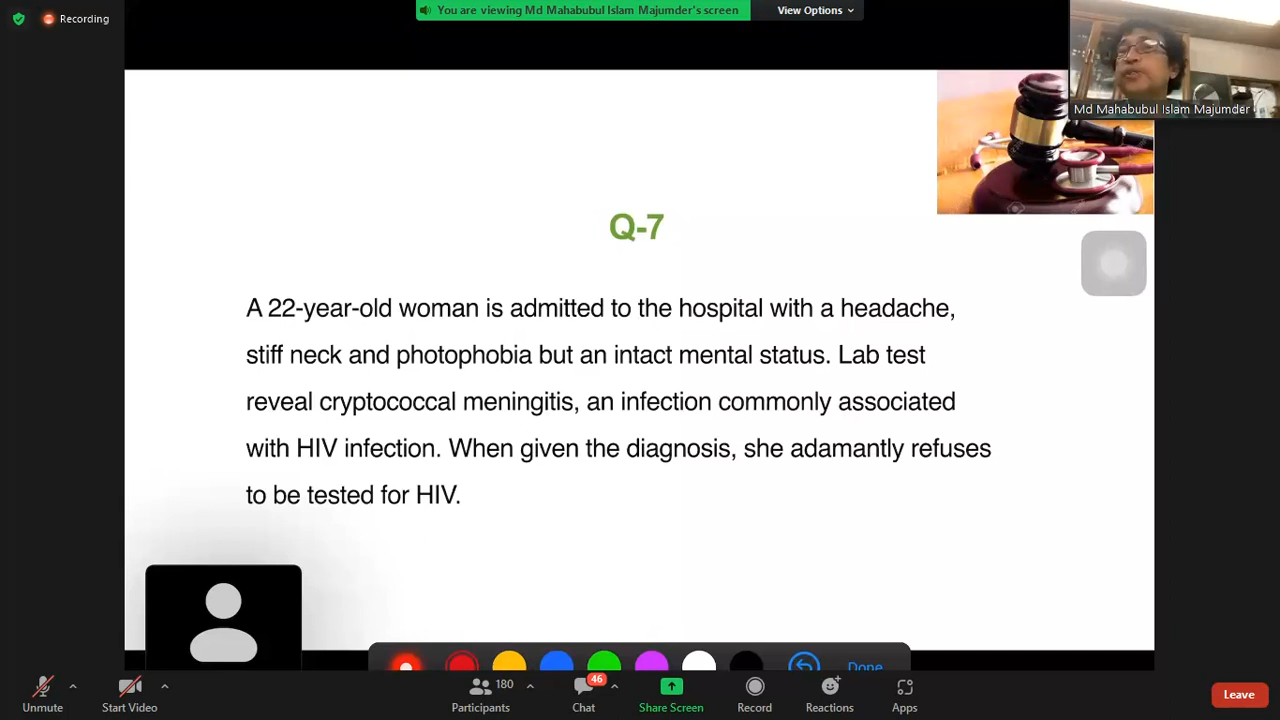 Recording
You are viewing Md Mahabubul Islam Majumder's screen
View Options
Md Mahabubul Islam Majumder
Q-7
A 22-year-old woman is admitted to the hospital with a headache,
stiff neck and photophobia but an intact mental status. Lab test
reveal cryptococcal meningitis, an infection commonly associated
with HIV infection. When given the diagnosis, she adamantly refuses
to be tested for HIV.
Done
Unmute
Start Video
180
Participants
46
Chat
Share Screen
Record
Reactions
Apps
Leave